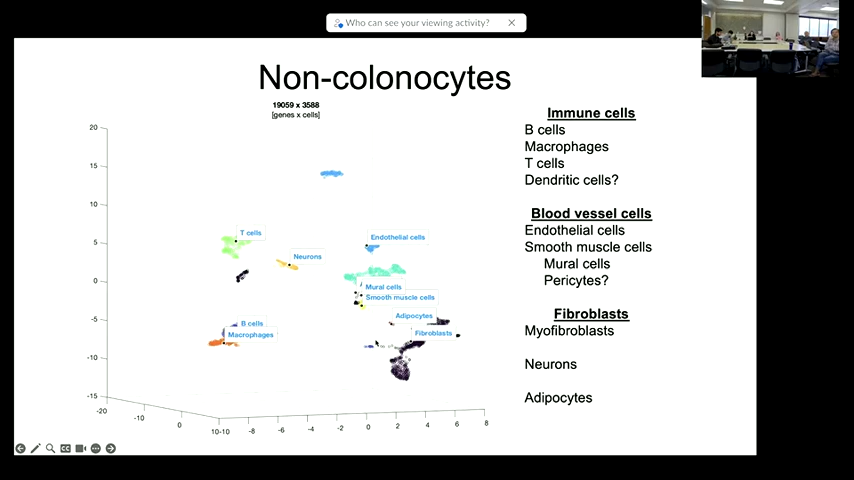 Who can see your viewing activity?
Non-colonocytes
19059 x 3588
[genes x cells]
20
15
10
5
0
-5
-10
-15
-20
-10
0
10
-10
-8
-6
-4
-2
0
2
4
6
8
T cells
Neurons
Endothelial cells
Mural cells
Smooth muscle cells
Adipocytes
Fibroblasts
B cells
Macrophages
Immune cells
B cells
Macrophages
T cells
Dendritic cells?
Blood vessel cells
Endothelial cells
Smooth muscle cells
Mural cells
Pericytes?
Fibroblasts
Myofibroblasts
Neurons
Adipocytes